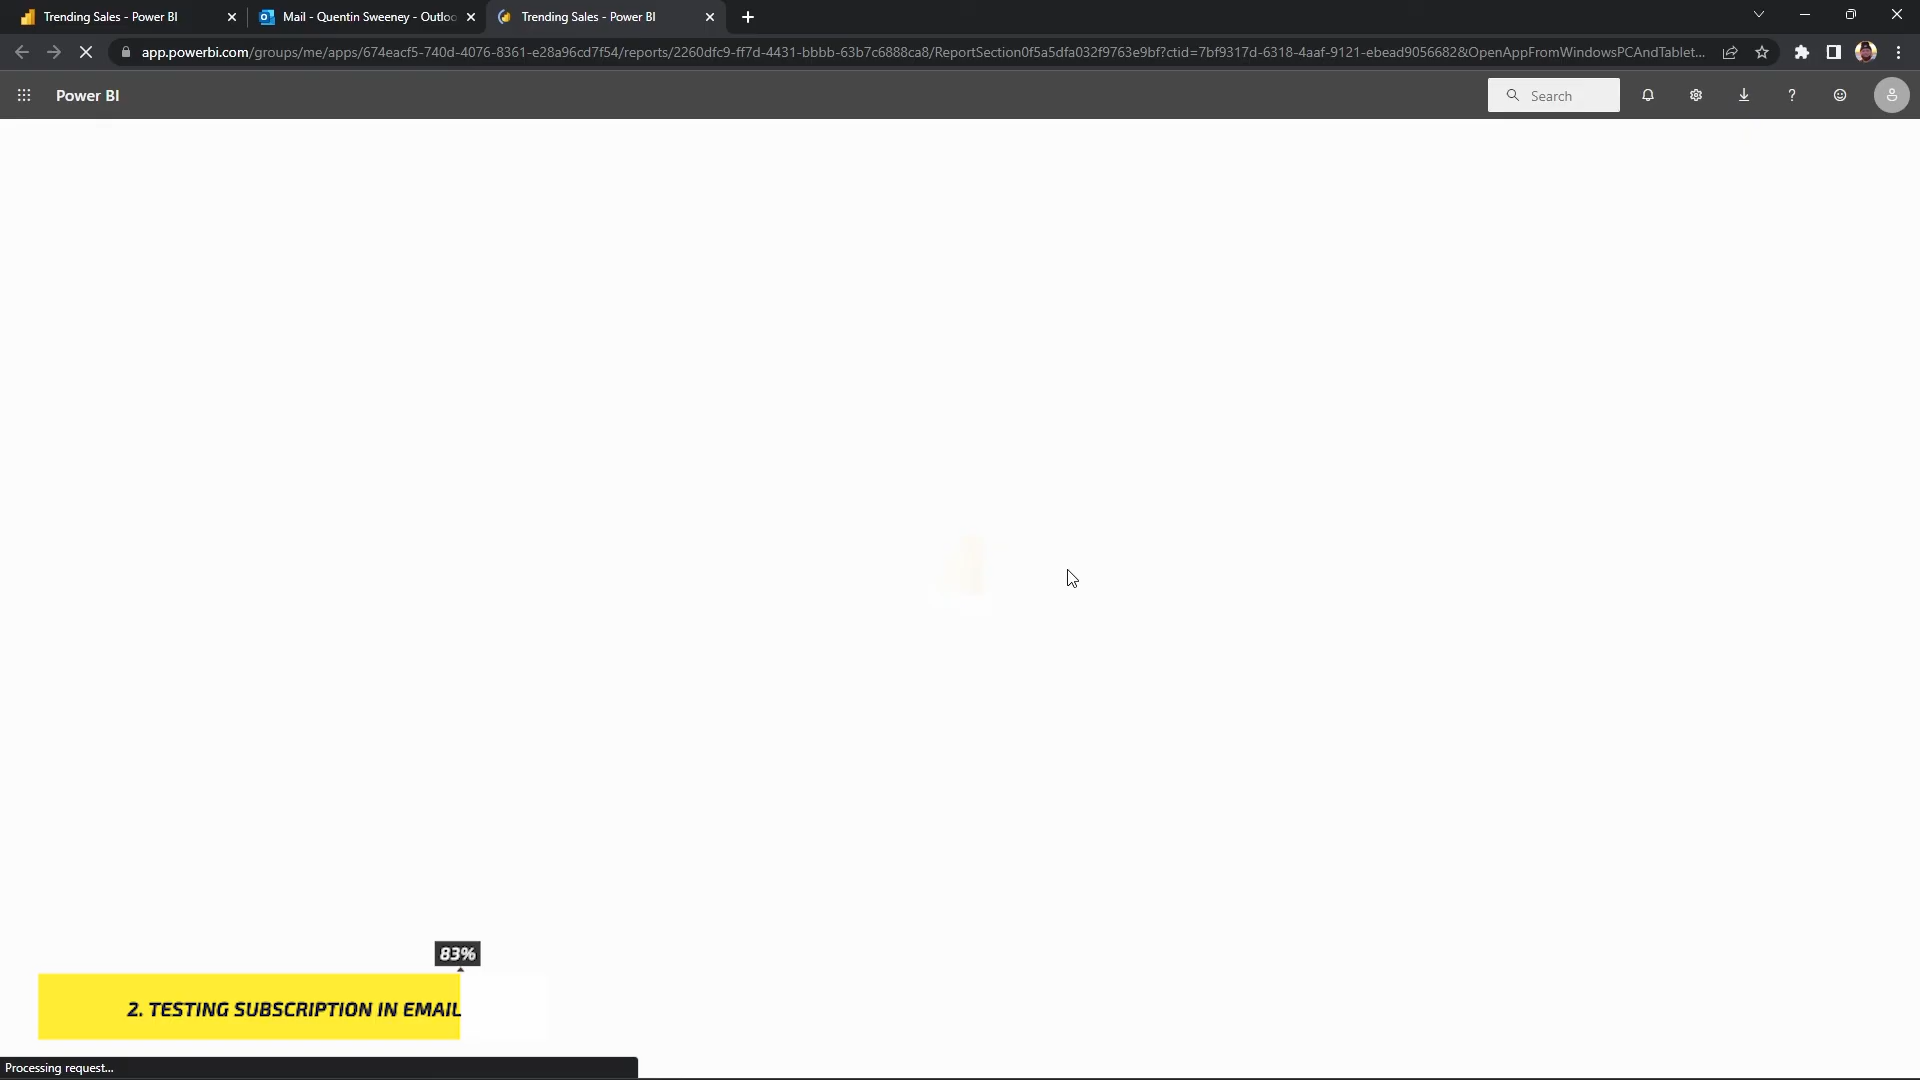 Trending Sales - Power BI
Mail - Quentin Sweeney - Outloo
Trending Sales - Power BI
app.powerbi.com/groups/me/apps/674eacf5-740d-4076-8361-e28a96cd7f54/reports/2260dfc9-ff7d-4431-bbbb-63b7c6888ca8/ReportSection0f5a5dfa032f9763e9bf?ctid=7bf9317d-6318-4aaf-9121-ebead9056682&OpenAppFromWindowsPCAndTablet...
Power BI
Search
83%
2. TESTING SUBSCRIPTION IN EMAIL
Processing request...